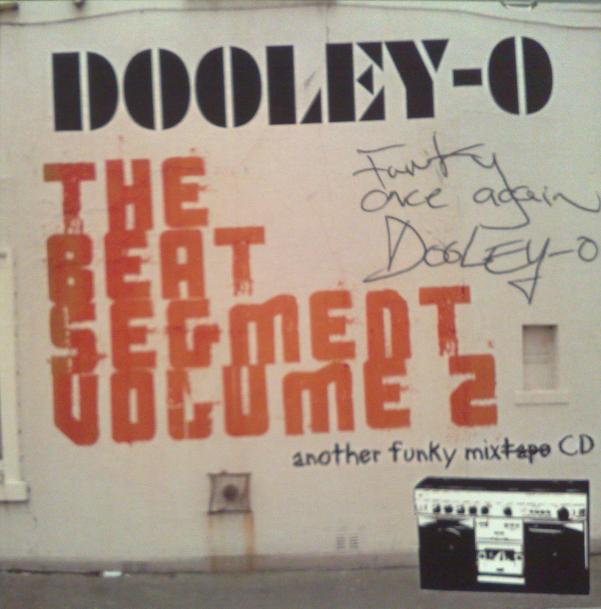 DOOLEY-O
THE
BEAT
SEGMENT
VOLUME 2
Funky
once again
DOOLEY-O
another funky mixtape CD